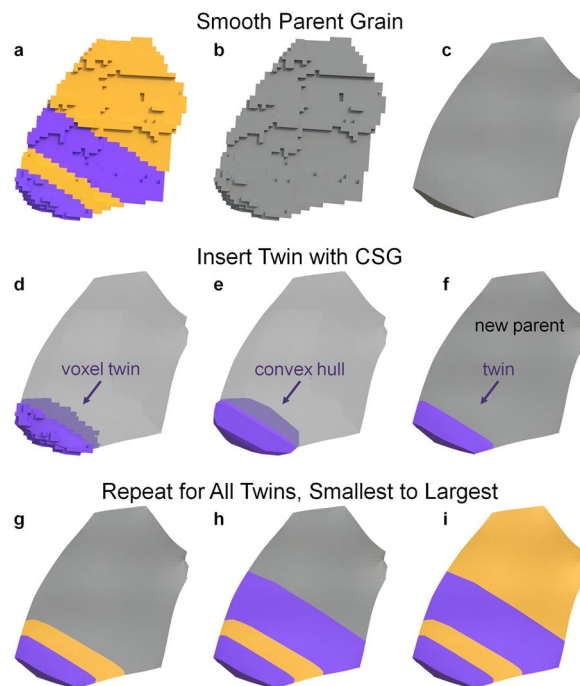 Smooth Parent Grain
a b c
Insert Twin with CSG
d e f
new parent
voxel twin convex hull twin
Repeat for All Twins, Smallest to Largest
g h i